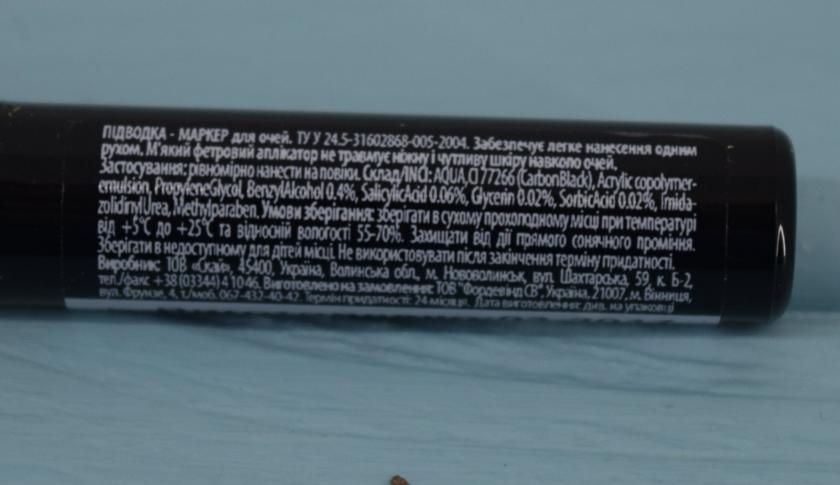 ПІДВОДКА - МАРКЕР для очей. ТУ У 24.5-31602868-005-2004. Забезпечує легке нанесення одним
рухом. М'який фетровий аплікатор не травмує ніжну і чутливу шкіру навколо очей.
Застосування: рівномірно нанести на повіки. Склад/INCI: AQUA, CI 77266 (CarbonBlack), Acrylic copolymer-
emulsion, PropyleneGlycol, BenzylAlcohol 0.4%, SalicylicAcid 0.06%, Glycerin 0.02%, SorbicAcid 0.02%, Imida-
zolidinylUrea, Methylparaben. Умови зберігання: зберігати в сухому прохолодному місці при температурі
від +5°С до +25°С та відносній вологості 55-70%. Захищати від дії прямого сонячного проміння.
Зберігати в недоступному для дітей місці. Не використовувати після закінчення терміну придатності.
Виробник: ТОВ «Скай», 45400, Україна, Волинська обл., м. Нововолинськ, вул. Шахтарська, 59, к. Б-2,
тел./факс +38 (03344) 4 10 46. Виготовлено на замовлення: ТОВ "Фордевінд СВ", Україна, 21007, м. Вінниця,
вул. Фрунзе, 4, т./моб. 067-432-40-42. Термін придатності: 24 місяця. Дата виготовлення: див. на упаковці